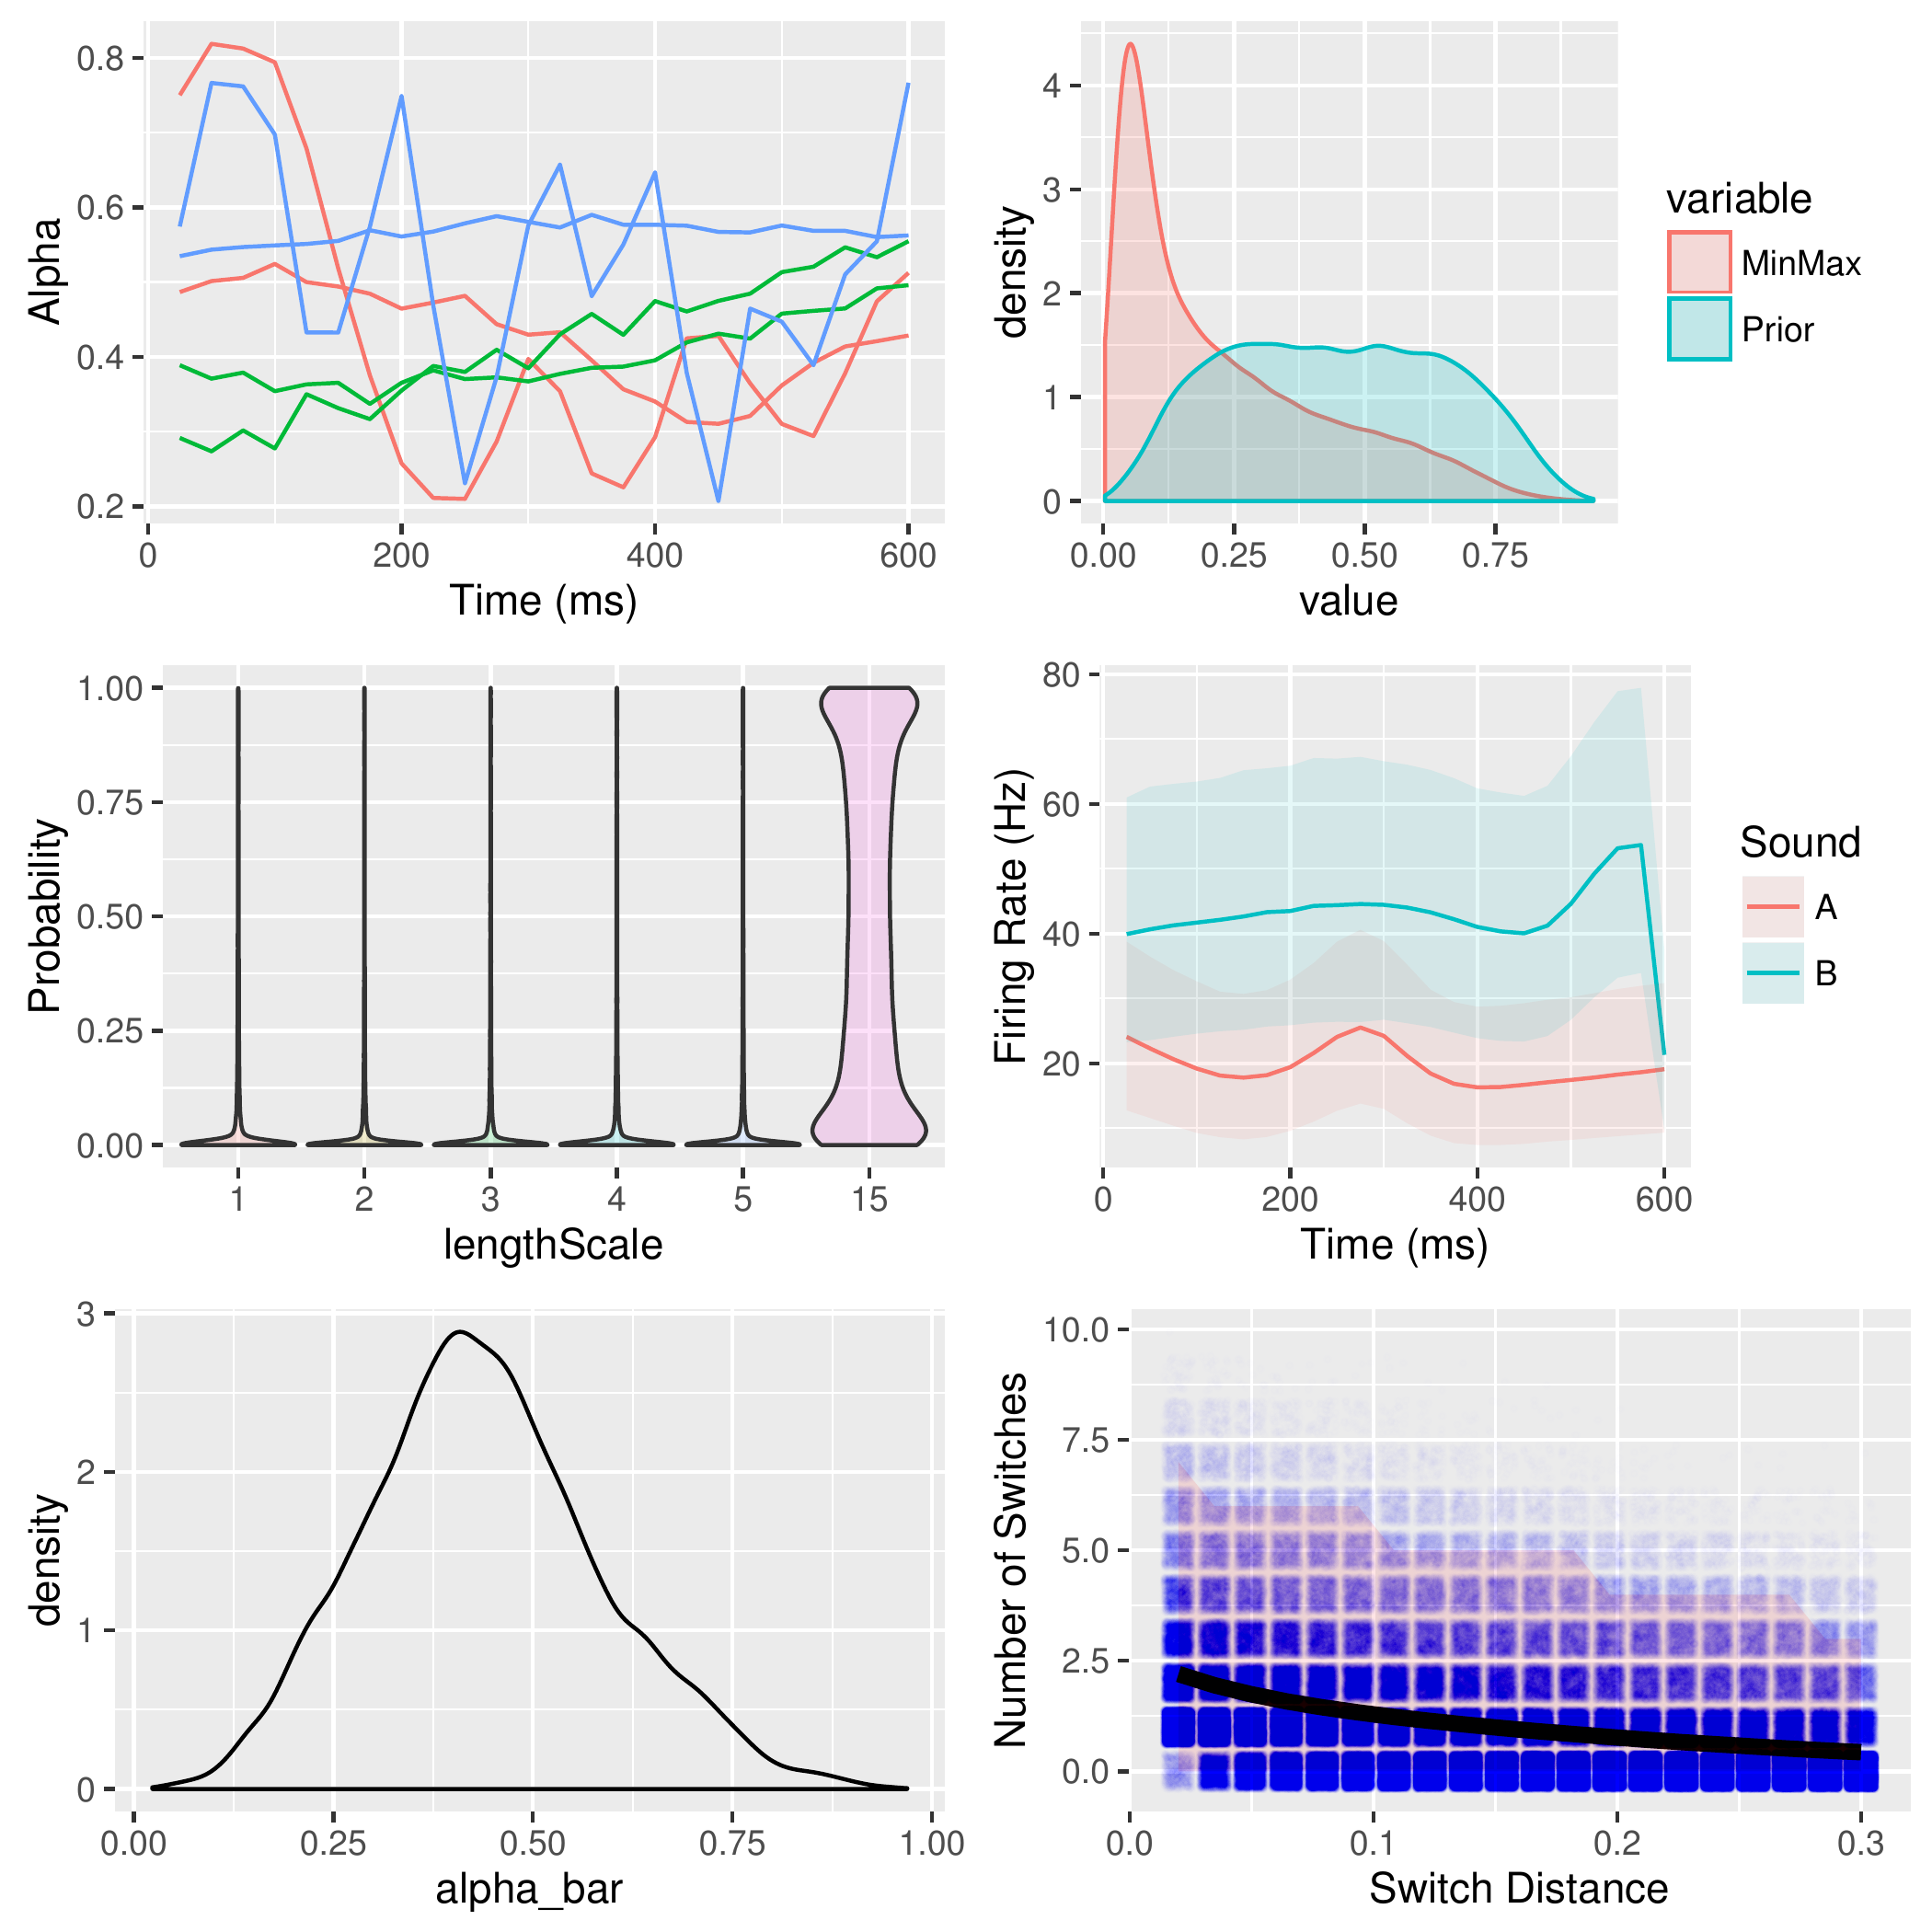 Alpha
0.8
0.6
0.4
0.2
0 200 400 600
Time (ms)
density
4
3
2
1
0
0.00 0.25 0.50 0.75
value
variable
MinMax
Prior
Probability
1.00
0.75
0.50
0.25
0.00
1 2 3 4 5 15
lengthScale
Firing Rate (Hz)
80
60
40
20
0 200 400 600
Time (ms)
Sound
A
B
density
3
2
1
0
0.00 0.25 0.50 0.75 1.00
alpha_bar
Number of Switches
10.0
7.5
5.0
2.5
0.0
0.0 0.1 0.2 0.3
Switch Distance